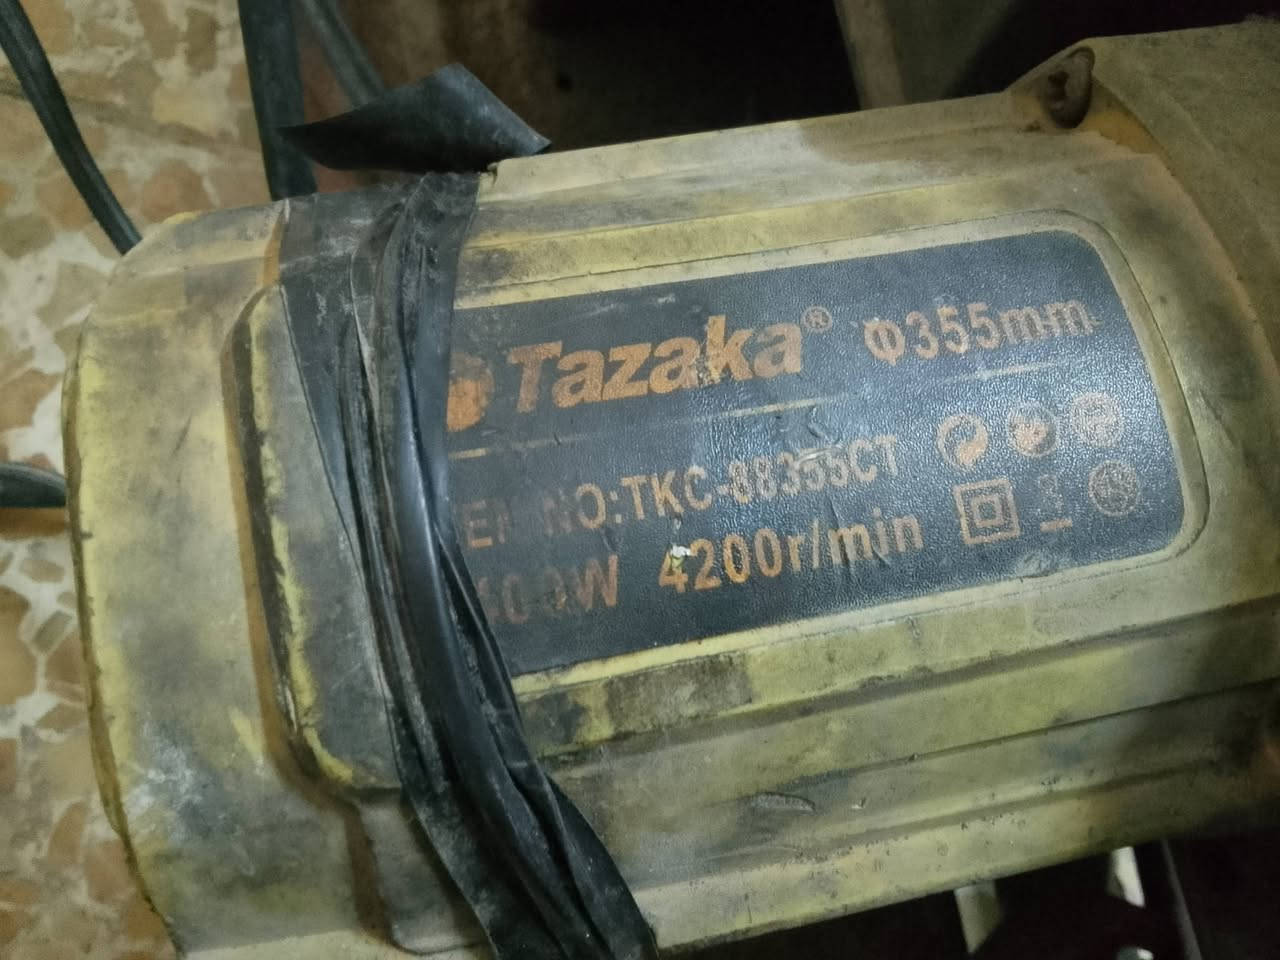 Tazaka® Φ355mm
NO:TKC-88355CT
4200r/min